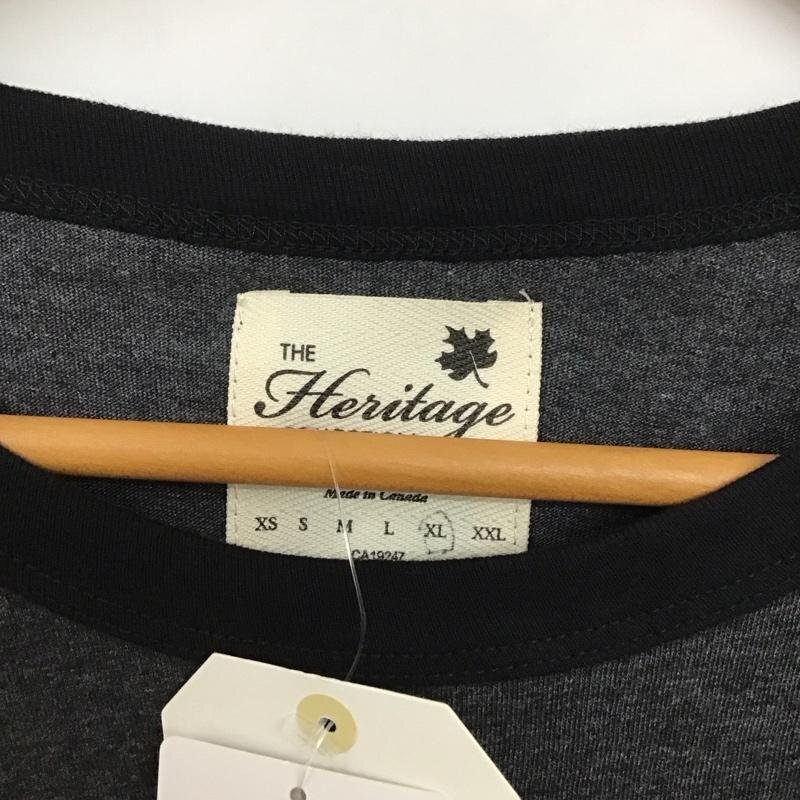 THE
Heritage
Made in Canada
XS S M L XL XXL
CA19247